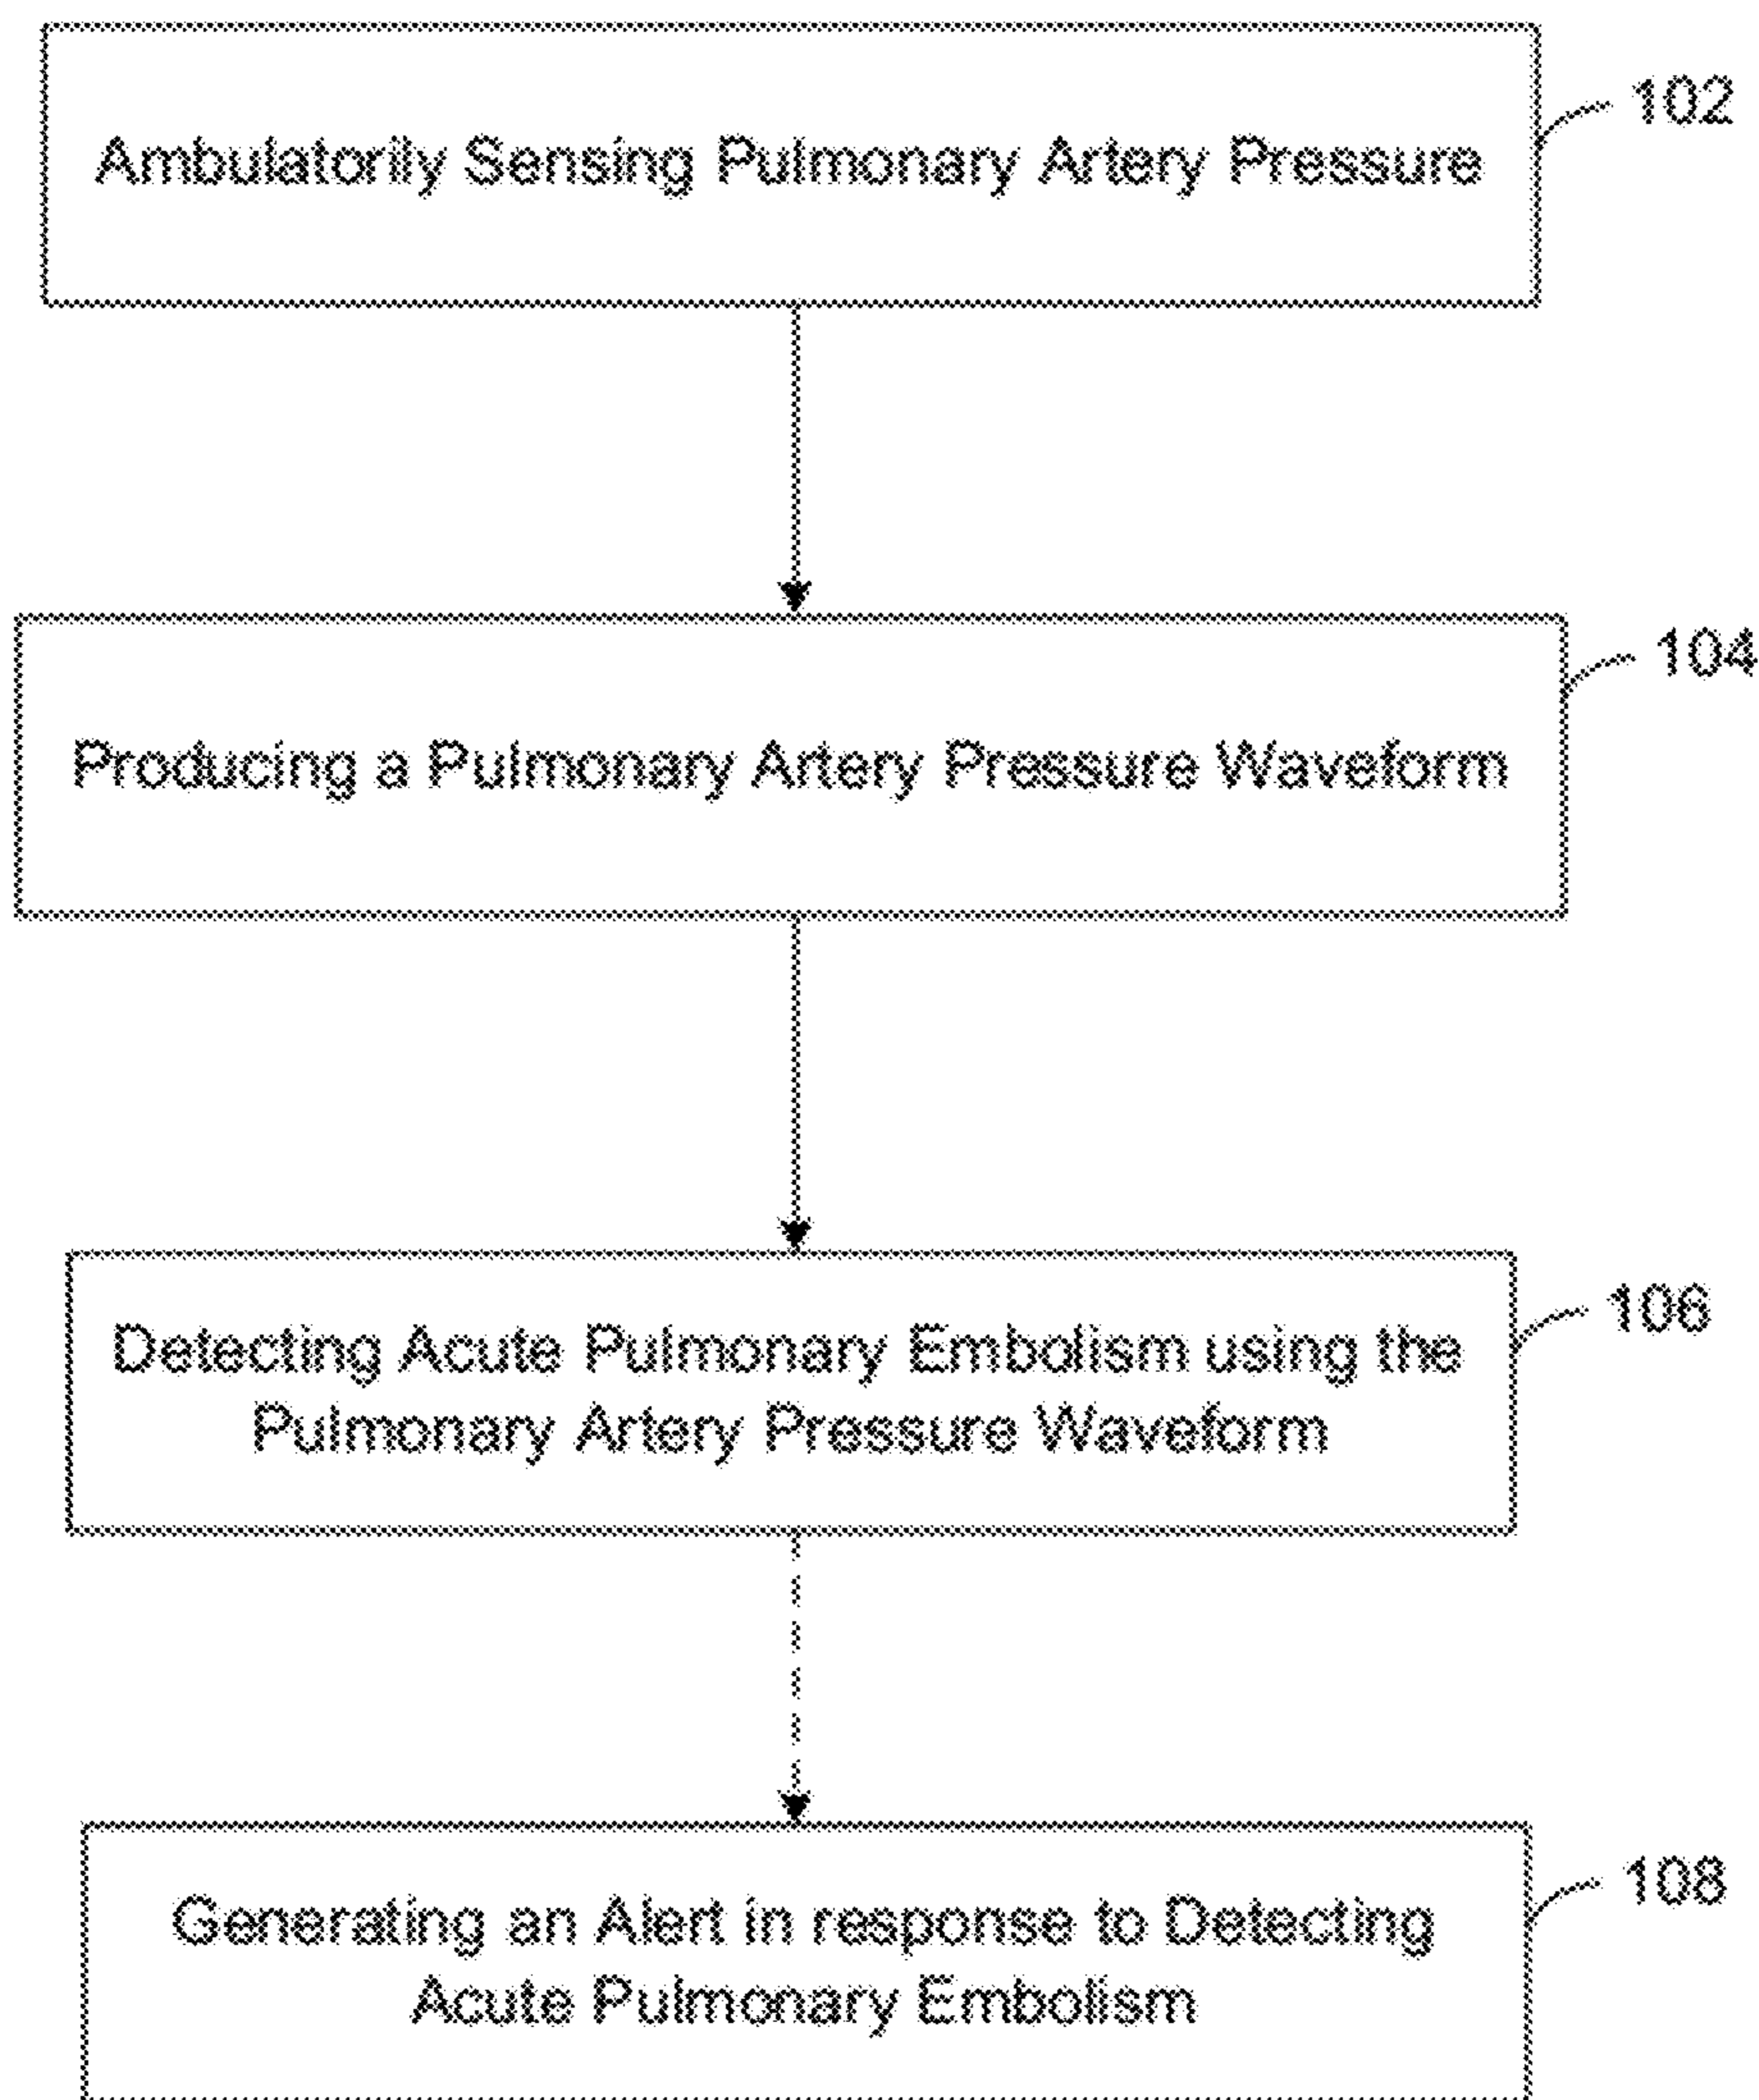 Ambulatorily Sensing Pulmonary Artery Pressure
102
Producing a Pulmonary Artery Pressure Waveform
104
Detecting Acute Pulmonary Embolism using the
Pulmonary Artery Pressure Waveform
106
Generating an Alert in response to Detecting
Acute Pulmonary Embolism
108